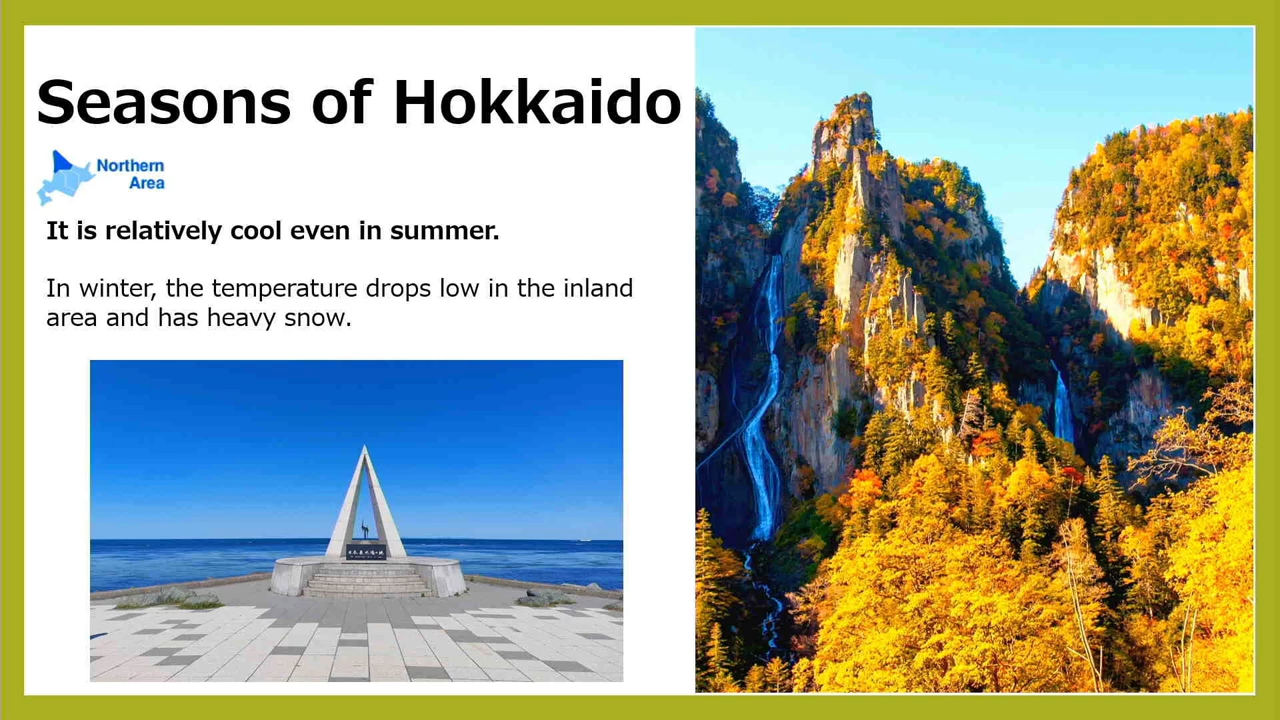 Seasons of Hokkaido
Northern
Area
It is relatively cool even in summer.
In winter, the temperature drops low in the inland
area and has heavy snow.